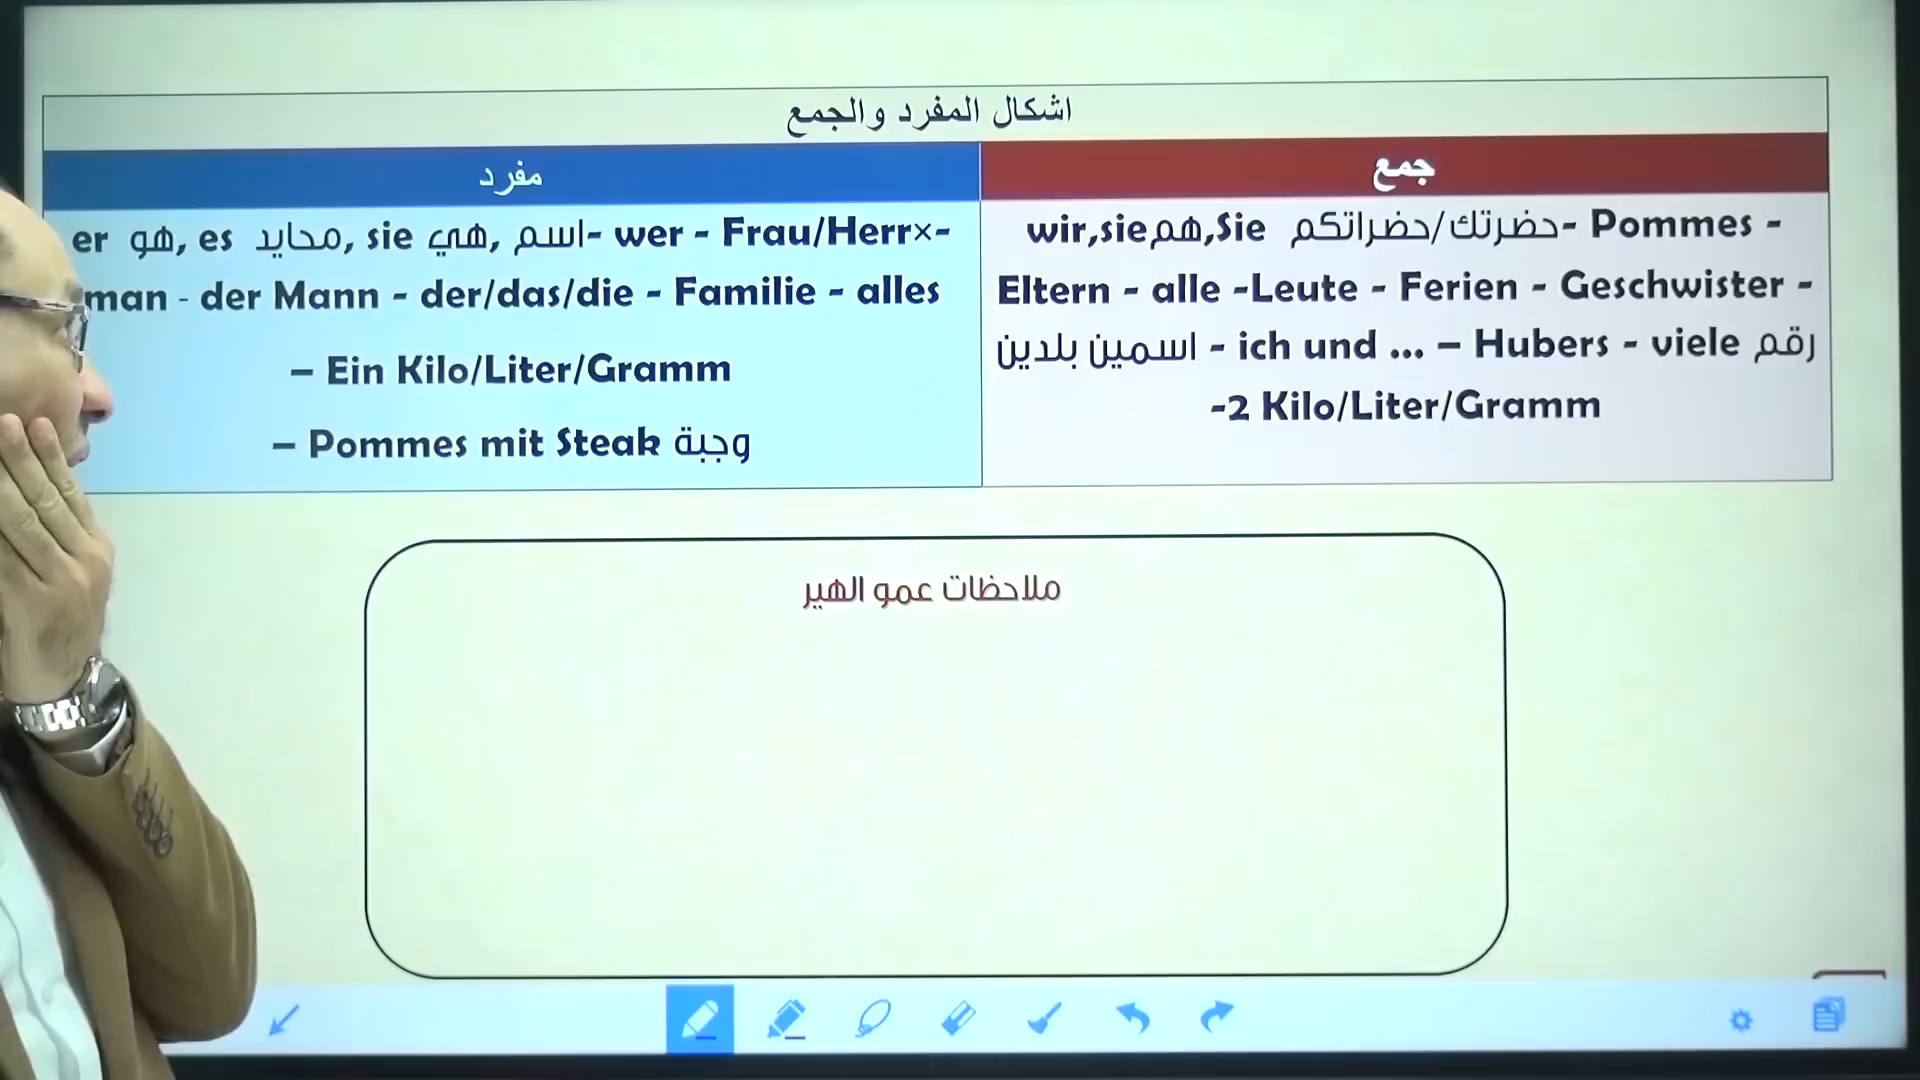 اشكال المفرد والجمع
مفرد
جمع
er هو, es محايد, sie هي, اسم- wer - Frau/Herr×-
man - der Mann - der/das/die - Familie - alles
– Ein Kilo/Liter/Gramm
– Pommes mit Steak وجبة
wir,sieهم,Sie حضرتك/حضراتكم- Pommes -
Eltern - alle -Leute - Ferien - Geschwister -
اسمين بلدين - ich und ... – Hubers - viele رقم
-2 Kilo/Liter/Gramm
ملاحظات عمو الهير